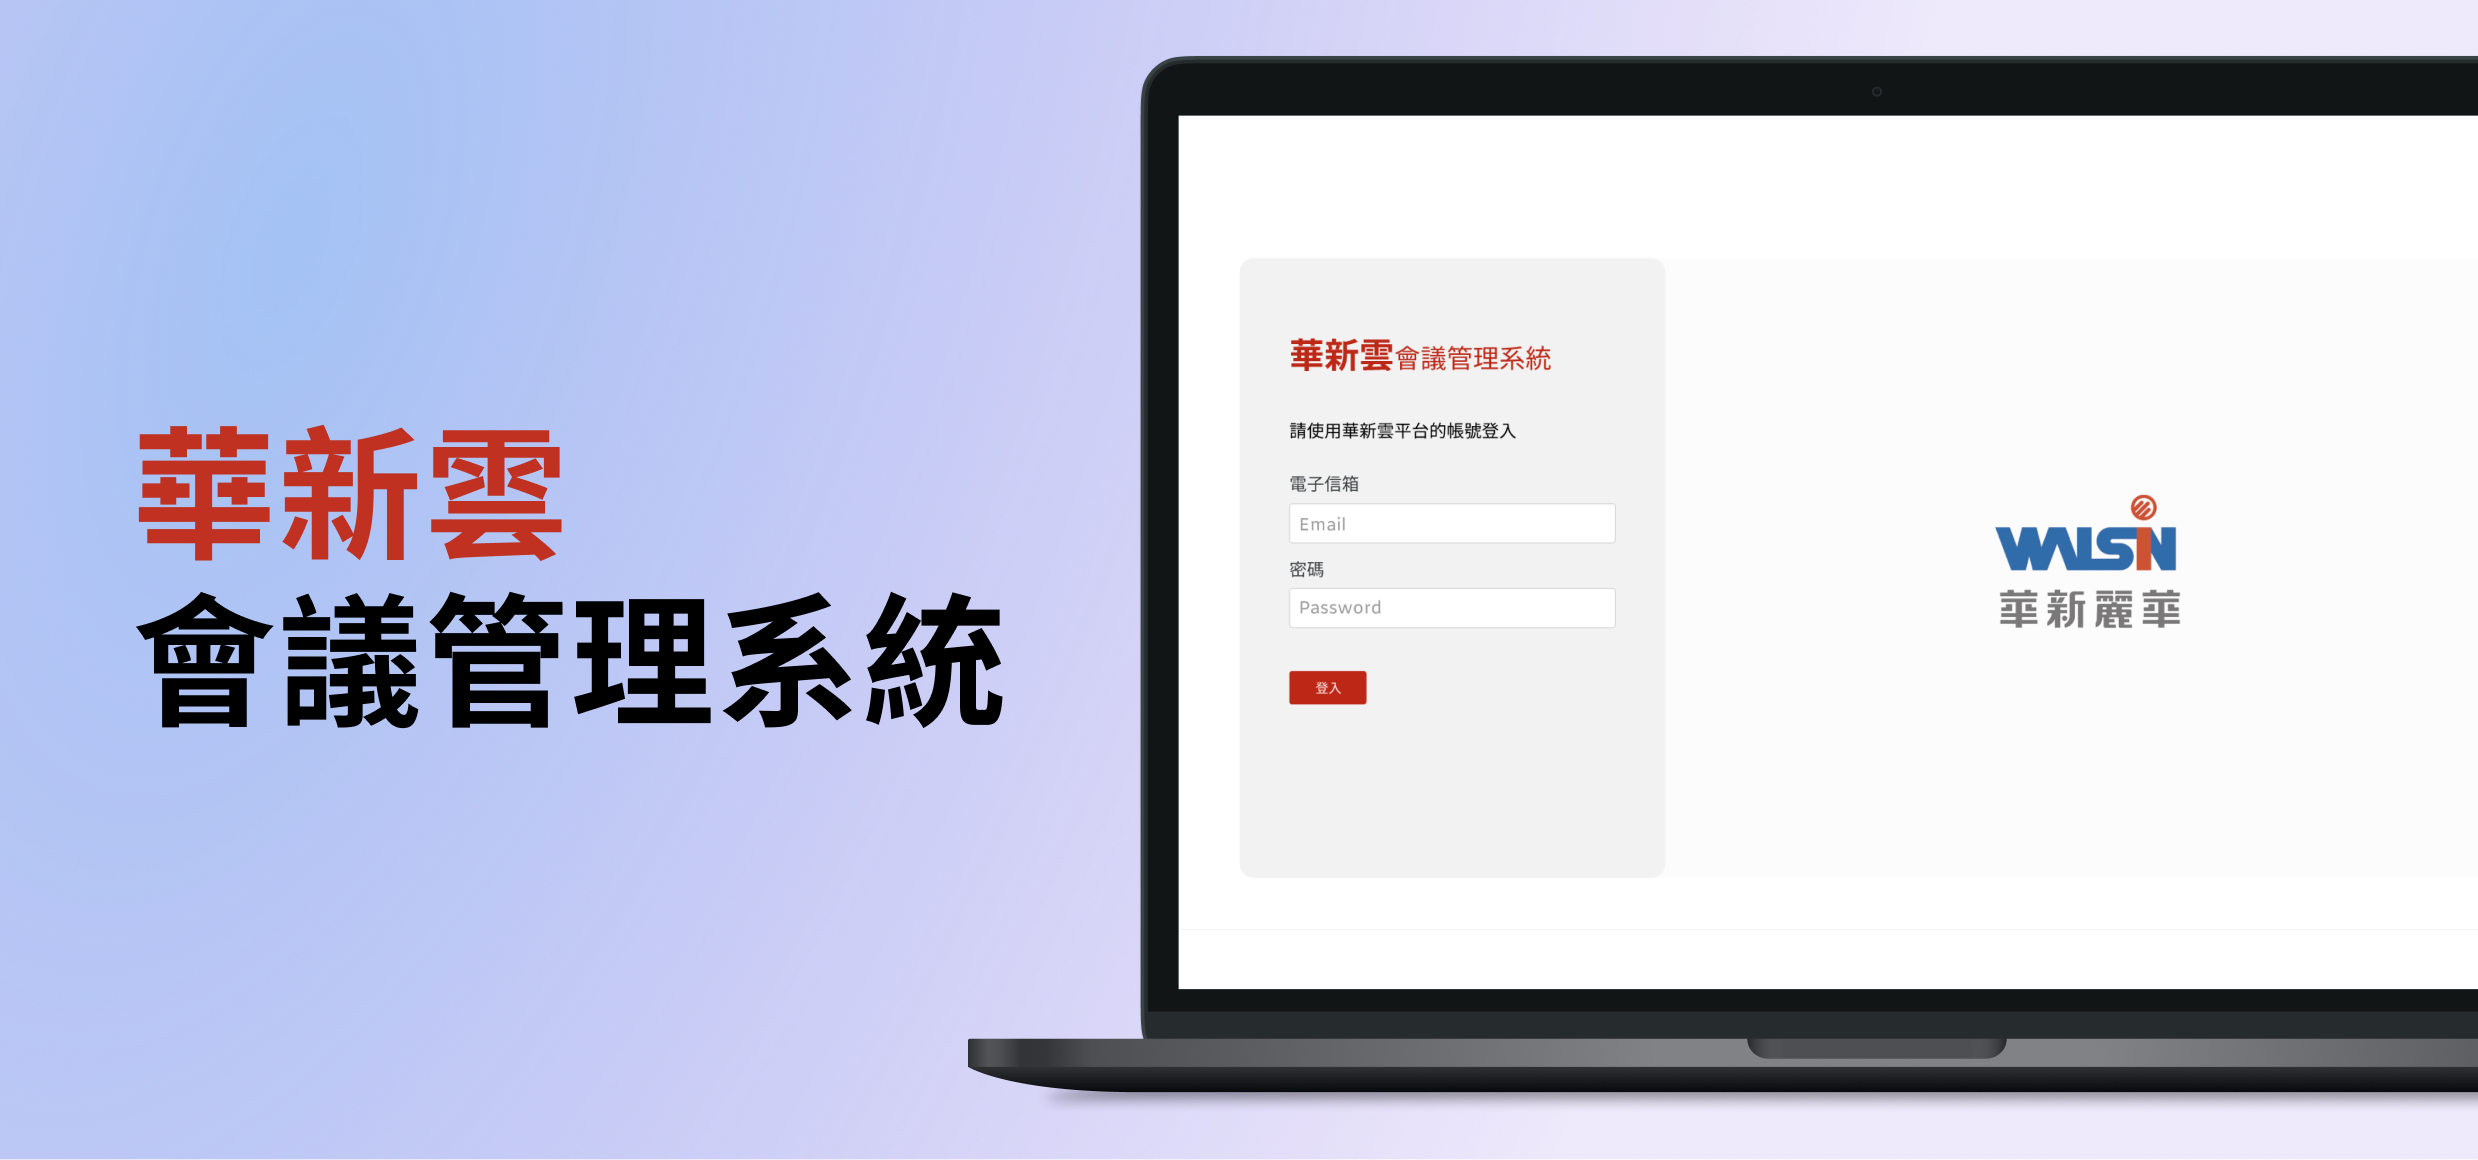 華新雲
會議管理系統
華新雲會議管理系統
請使用華新雲平台的帳號登入
電子信箱
Email
密碼
Password
登入
WALSIN
華新麗華